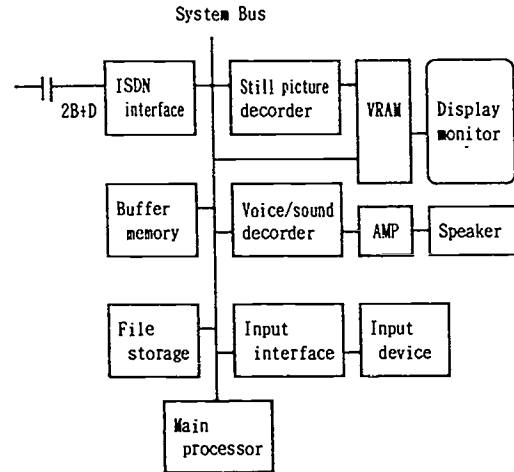 System Bus
ISDN
interface
2B+D
Still picture
decorder
VRAM
Display
monitor
Buffer
memory
Voice/sound
decorder
AMP
Speaker
File
storage
Input
interface
Input
device
Main
processor